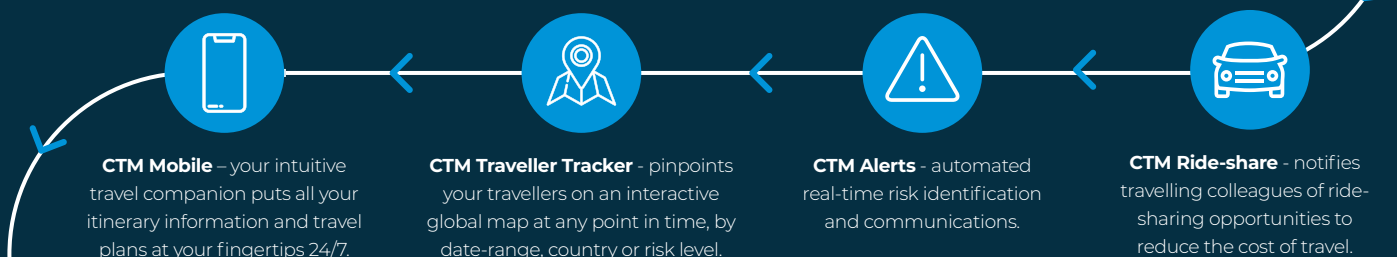 CTM Mobile – your intuitive
travel companion puts all your
itinerary information and travel
plans at your fingertips 24/7.
CTM Traveller Tracker - pinpoints
your travellers on an interactive
global map at any point in time, by
date-range, country or risk level.
CTM Alerts - automated
real-time risk identification
and communications.
CTM Ride-share - notifies
travelling colleagues of ride-
sharing opportunities to
reduce the cost of travel.